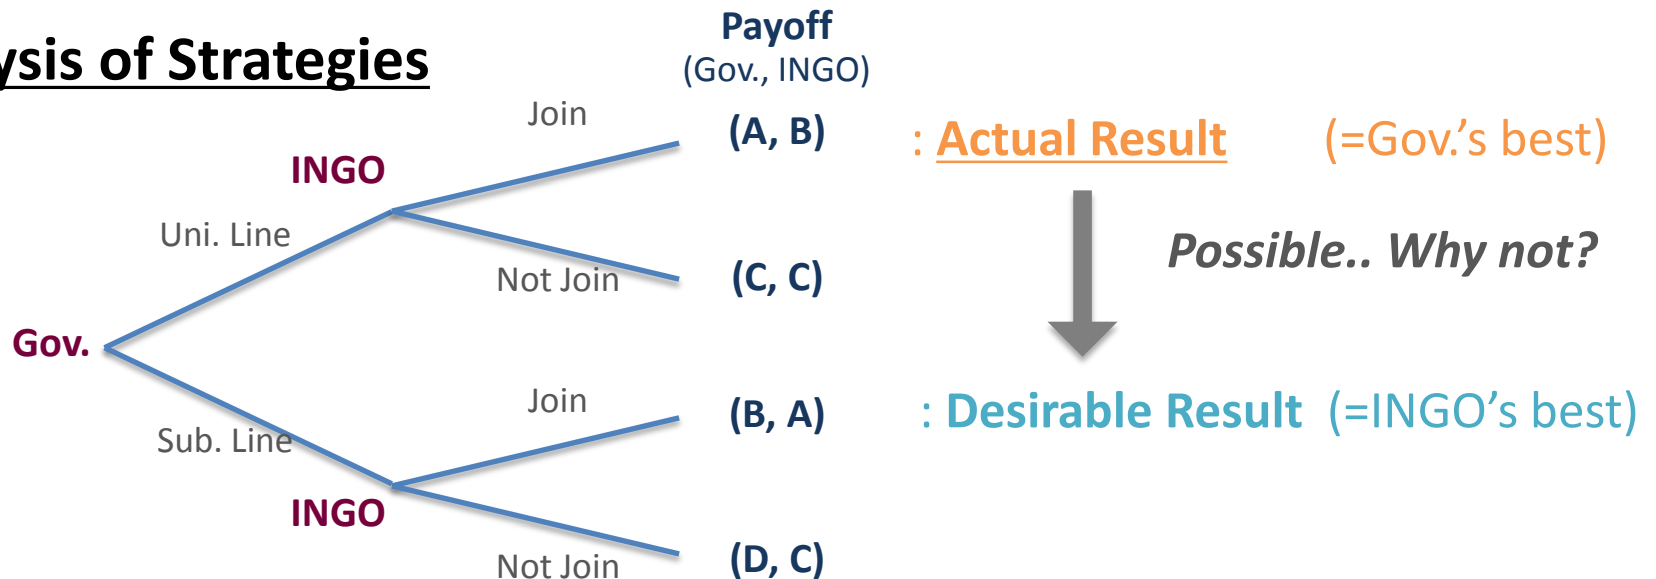 Payoff
(Gov., INGO)
ysis of Strategies
Join
(A, B)
: Actual Result (=Gov.'s best)
INGO
Uni. Line
Possible.. Why not?
Not Join
(C, C)
Gov.
Join
(B, A)
: Desirable Result (=INGO's best)
Sub. Line
INGO
Not Join
(D, C)